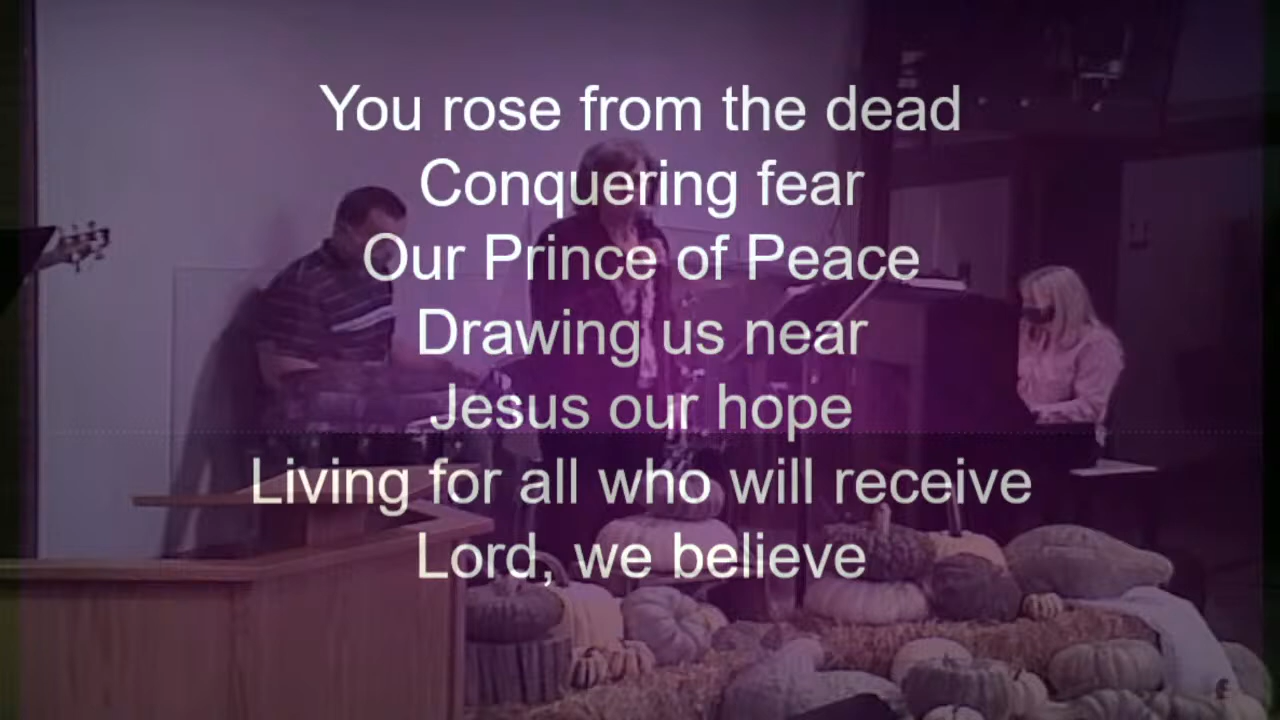 You rose from the dead
Conquering fear
Our Prince of Peace
Drawing us near
Jesus our hope
Living for all who will receive
Lord, we believe